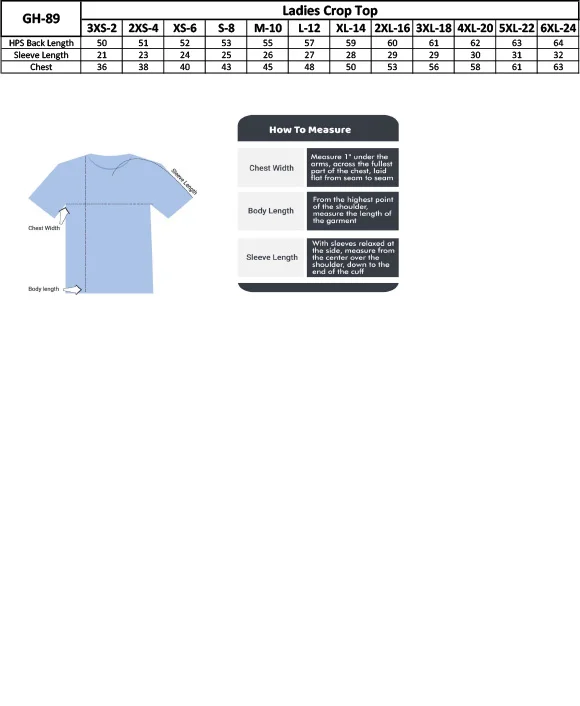 GH-89
Ladies Crop Top
3XS-2 2XS-4 XS-6 S-8 M-10 L-12 XL-14 2XL-16 3XL-18 4XL-20 5XL-22 6XL-24
HPS Back Length 50 51 52 53 55 57 59 60 61 62 63 64
Sleeve Length 21 23 24 25 26 27 28 29 29 30 31 32
Chest 36 38 40 43 45 48 50 53 56 58 61 63
Sleeve Length
Chest Width
Body length
How To Measure
Chest Width
Measure 1" under the
arms, across the fullest
part of the chest, laid
flat from seam to seam
Body Length
From the highest point
of the shoulder,
measure the length of
the garment
Sleeve Length
With sleeves relaxed at
the side, measure from
the center over the
shoulder, down to the
end of the cuff